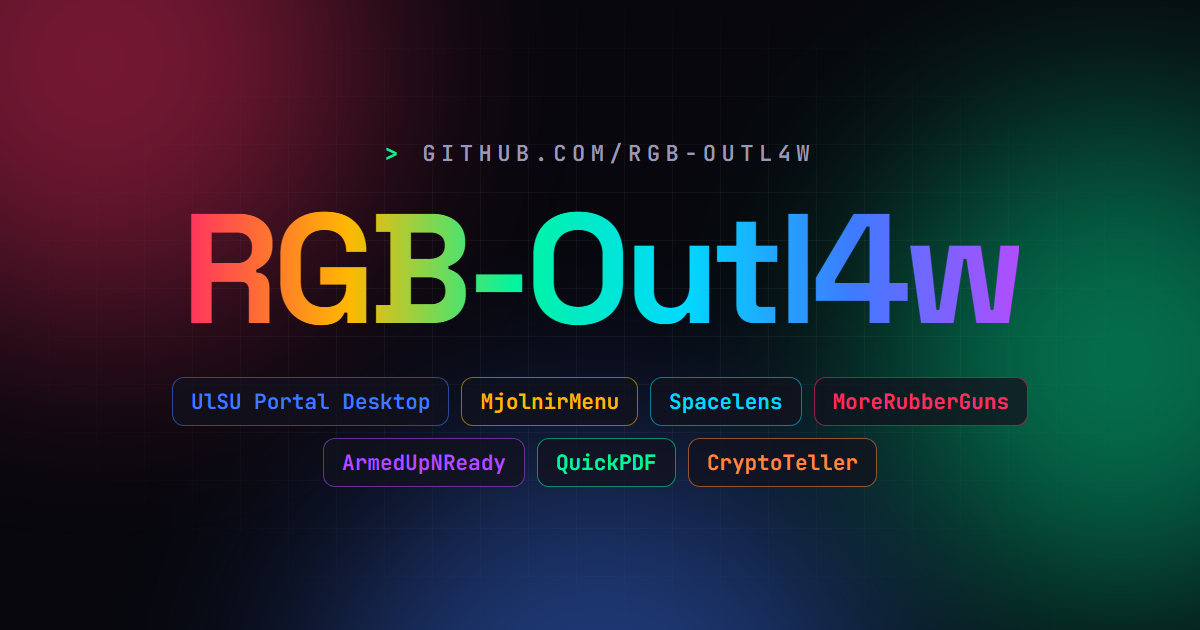 > GITHUB.COM/RGB-OUTL4W
RGB-Outl4w
UlSU Portal Desktop MjolnirMenu Spacelens MoreRubberGuns
ArmedUpNReady QuickPDF CryptoTeller